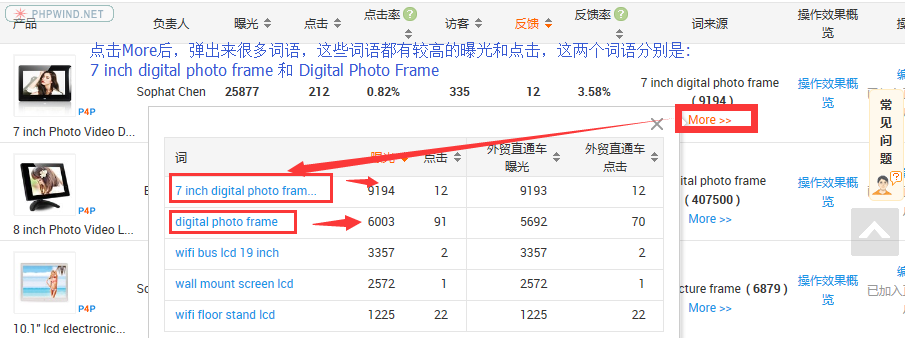 PHPWIND.NET
产品 负责人 曝光 点击 点击率 访客 反馈 反馈率 词来源 操作效果概览 操
点击More后，弹出来很多词语，这些词语都有较高的曝光和点击，这两个词语分别是：
7 inch digital photo frame 和 Digital Photo Frame
P4P
7 inch Photo Video D...
Sophat Chen 25877 212 0.82% 335 12 3.58%
7 inch digital photo frame
( 9194 )
More >>
操作效果概览
编
已加入
常见问题
词 曝光 点击 外贸直通车曝光 外贸直通车点击
7 inch digital photo fram... 9194 12 9193 12
digital photo frame 6003 91 5692 70
wifi bus lcd 19 inch 3357 2 3357 2
wall mount screen lcd 2572 1 2572 1
wifi floor stand lcd 1225 22 1225 22
P4P
8 inch Photo Video L...
ital photo frame
( 407500 )
More >>
操作效果概览
P4P
10.1" lcd electronic...
cture frame ( 6879 )
More >>
操作效果概览
编
已加入